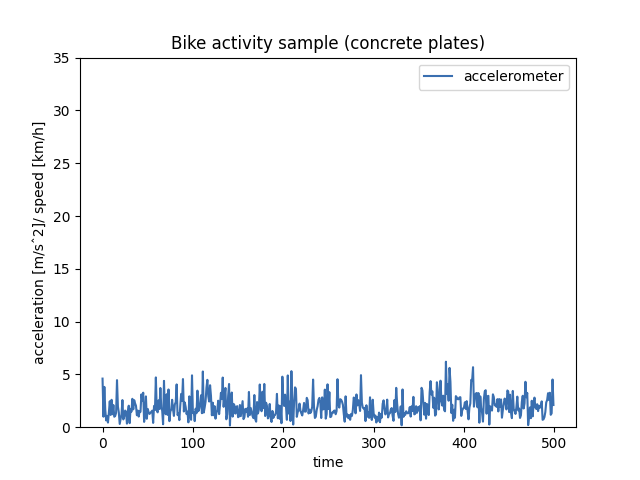 Bike activity sample (concrete plates)
accelerometer
35
30
25
20
15
10
5
0
acceleration [m/sˆ2]/ speed [km/h]
0 100 200 300 400 500
time